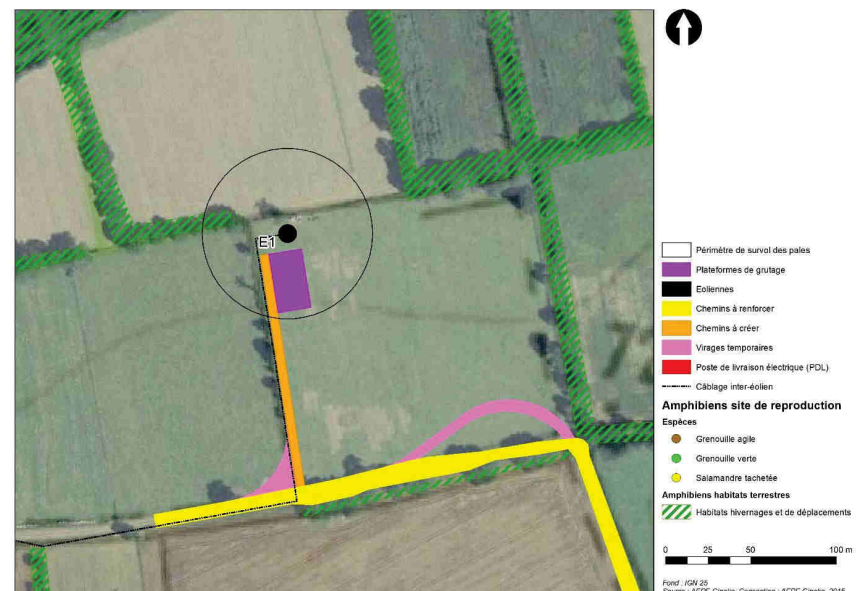 E1
Périmètre de survol des pales
Plateformes de grutage
Eoliennes
Chemins à renforcer
Chemins à créer
Virages temporaires
Poste de livraison électrique (PDL)
Câblage inter-éolien
Amphibiens site de reproduction
Espèces
Grenouille agile
Grenouille verte
Salamandre tachetée
Amphibiens habitats terrestres
Habitats hivernages et de déplacements
0 25 50 100 m
Fond : IGN 25